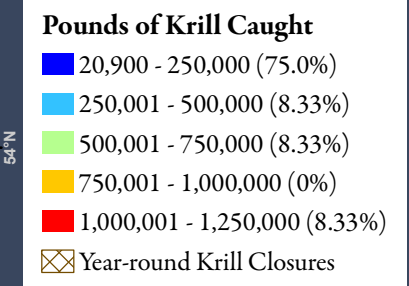 Pounds of Krill Caught
20,900 - 250,000 (75.0%)
250,001 - 500,000 (8.33%)
500,001 - 750,000 (8.33%)
750,001 - 1,000,000 (0%)
1,000,001 - 1,250,000 (8.33%)
Year-round Krill Closures
54°N